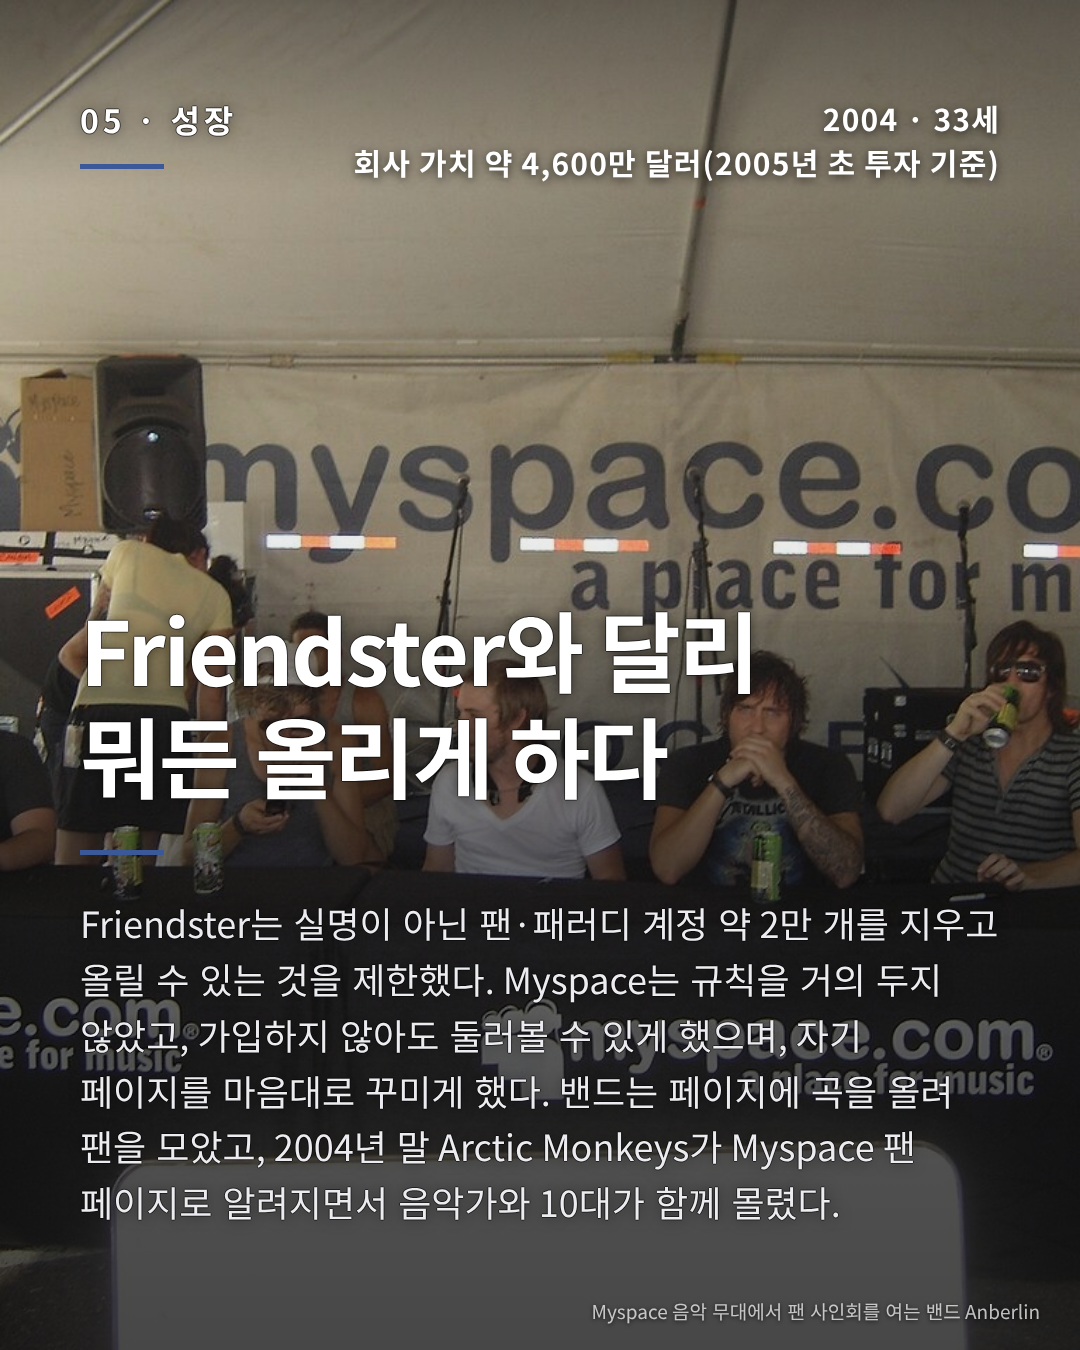 05 · 성장
2004 · 33세
회사 가치 약 4,600만 달러(2005년 초 투자 기준)
myspace.co
a place for m
Friendster와 달리
뭐든 올리게 하다
Friendster는 실명이 아닌 팬·패러디 계정 약 2만 개를 지우고
올릴 수 있는 것을 제한했다. Myspace는 규칙을 거의 두지
않았고, 가입하지 않아도 둘러볼 수 있게 했으며, 자기
페이지를 마음대로 꾸미게 했다. 밴드는 페이지에 곡을 올려
팬을 모았고, 2004년 말 Arctic Monkeys가 Myspace 팬
페이지로 알려지면서 음악가와 10대가 함께 몰렸다.
e.com®
e for music
myspace.com®
a place for music
Myspace 음악 무대에서 팬 사인회를 여는 밴드 Anberlin